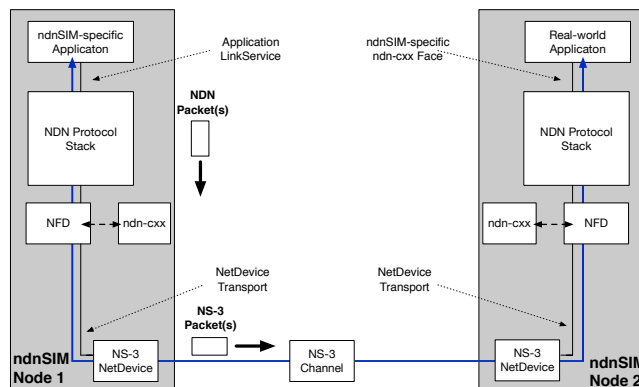 ndnSIM-specific
Applicaton
Application
LinkService
ndnSIM-specific
ndn-cxx Face
Real-world
Applicaton
NDN
Packet(s)
NDN Protocol
Stack
NDN Protocol
Stack
NFD
ndn-cxx
ndn-cxx
NFD
NetDevice
Transport
NetDevice
Transport
NS-3
Packet(s)
ndnSIM
Node 1
NS-3
NetDevice
NS-3
Channel
NS-3
NetDevice
ndnSIM
Node 2